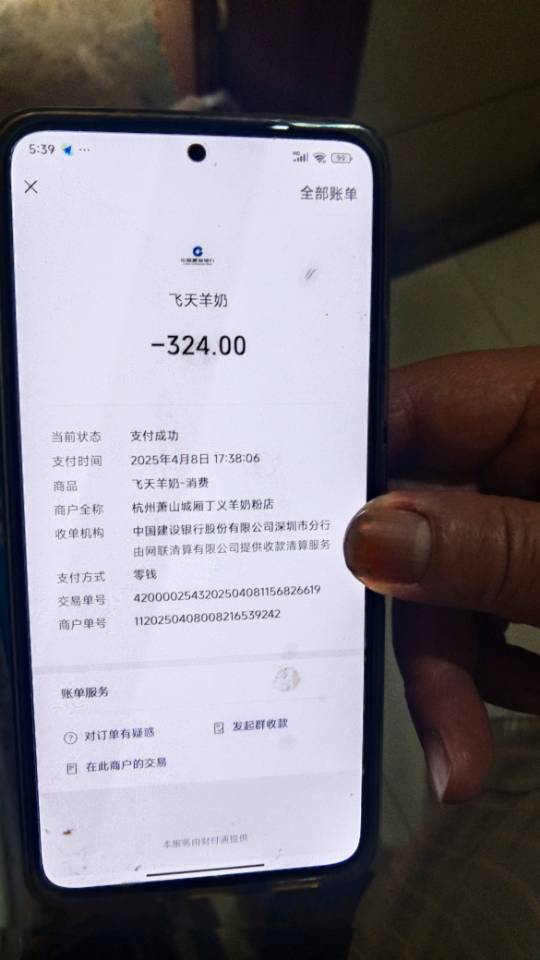 5:39
99
全部账单
中国建设银行
飞天羊奶
-324.00
当前状态 支付成功
支付时间 2025年4月8日 17:38:06
商品 飞天羊奶-消费
商户全称 杭州萧山城厢丁义羊奶粉店
收单机构 中国建设银行股份有限公司深圳市分行
由网联清算有限公司提供收款清算服务
支付方式 零钱
交易单号 4200002543202504081156826619
商户单号 1120250408008216539242
账单服务
对订单有疑惑 发起群收款
在此商户的交易
本服务由财付通提供